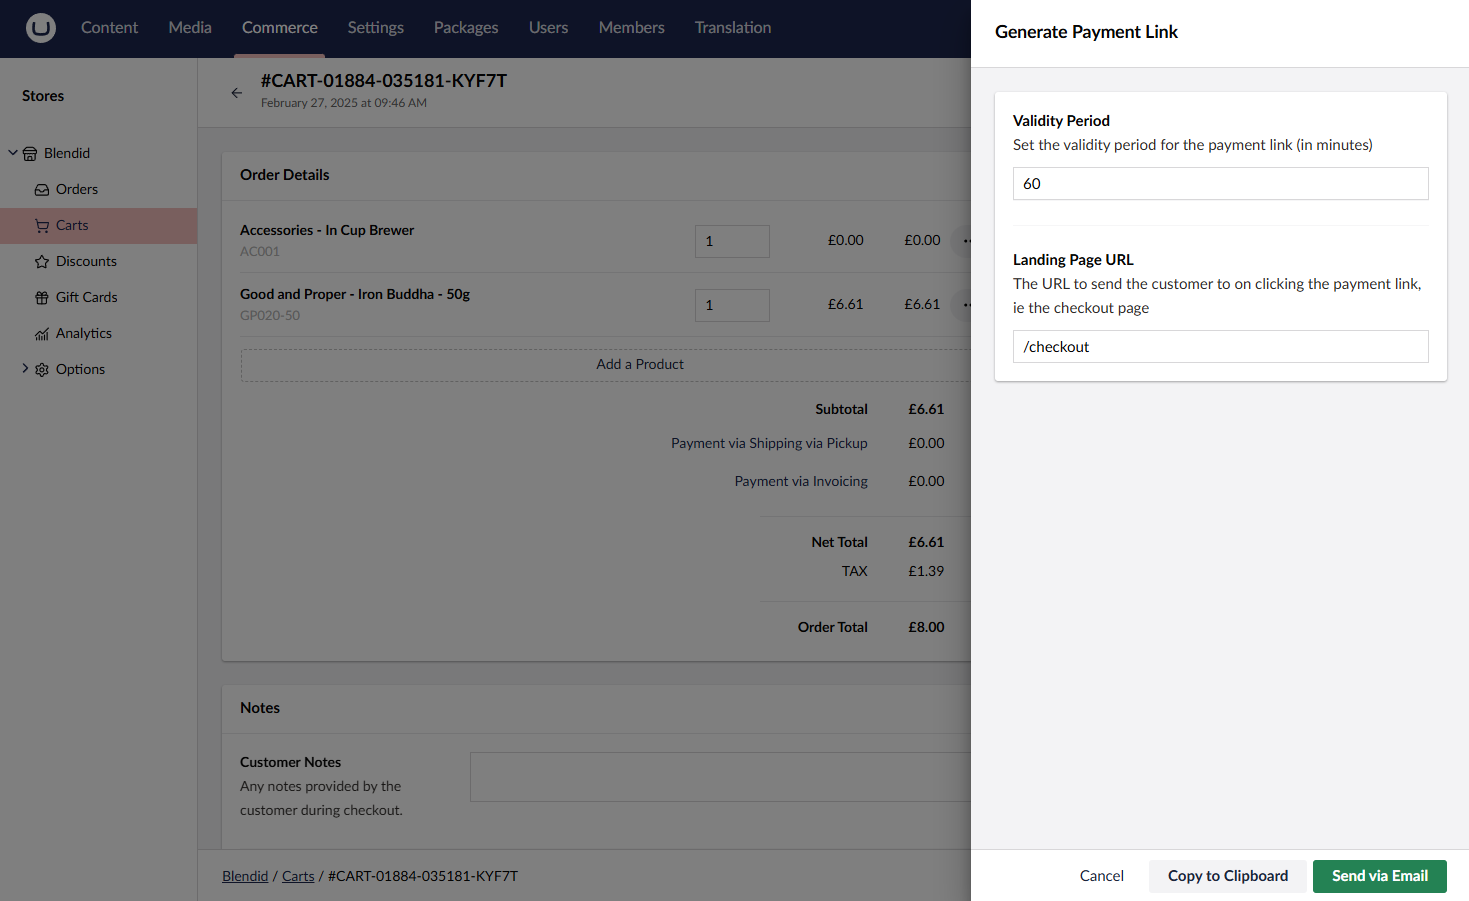 Content Media Commerce Settings Packages Users Members Translation
Stores
Blendid
Orders
Carts
Discounts
Gift Cards
Analytics
Options
#CART-01884-035181-KYF7T
February 27, 2025 at 09:46 AM
Order Details
Accessories - In Cup Brewer
AC001
1 £0.00 £0.00
Good and Proper - Iron Buddha - 50g
GP020-50
1 £6.61 £6.61
Add a Product
Subtotal £6.61
Payment via Shipping via Pickup £0.00
Payment via Invoicing £0.00
Net Total £6.61
TAX £1.39
Order Total £8.00
Notes
Customer Notes
Any notes provided by the
customer during checkout.
Blendid / Carts / #CART-01884-035181-KYF7T
Generate Payment Link
Validity Period
Set the validity period for the payment link (in minutes)
60
Landing Page URL
The URL to send the customer to on clicking the payment link,
ie the checkout page
/checkout
Cancel Copy to Clipboard Send via Email